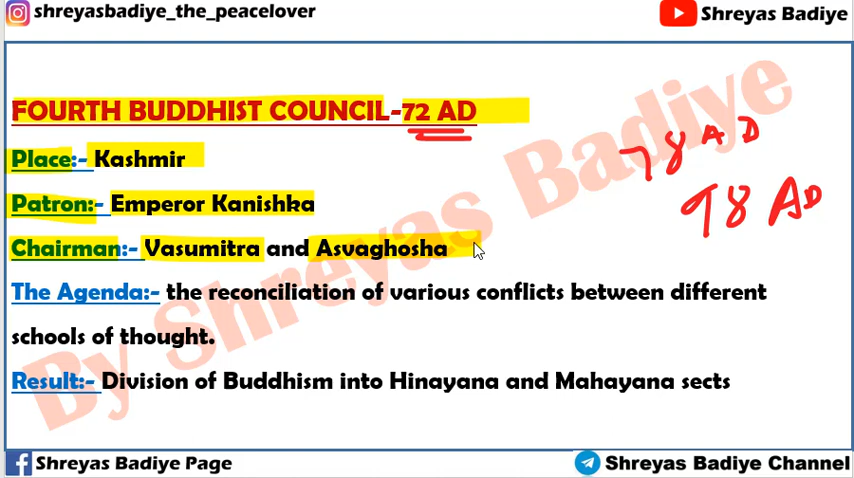 shreyasbadiye_the_peacelover
Shreyas Badiye
FOURTH BUDDHIST COUNCIL-72 AD
Place:- Kashmir
Patron:- Emperor Kanishka
Chairman:- Vasumitra and Asvaghosha
The Agenda:- the reconciliation of various conflicts between different
schools of thought.
Result:- Division of Buddhism into Hinayana and Mahayana sects
78 AD
98 AD
By Shreyas Badiye
Shreyas Badiye Page
Shreyas Badiye Channel